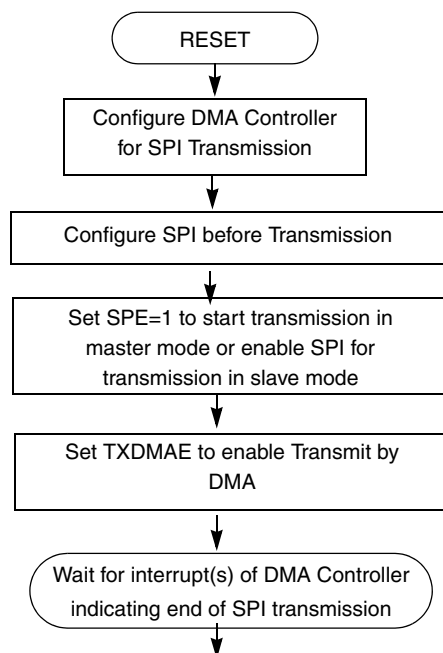 RESET
Configure DMA Controller
for SPI Transmission
Configure SPI before Transmission
Set SPE=1 to start transmission in
master mode or enable SPI for
transmission in slave mode
Set TXDMAE to enable Transmit by
DMA
Wait for interrupt(s) of DMA Controller
indicating end of SPI transmission